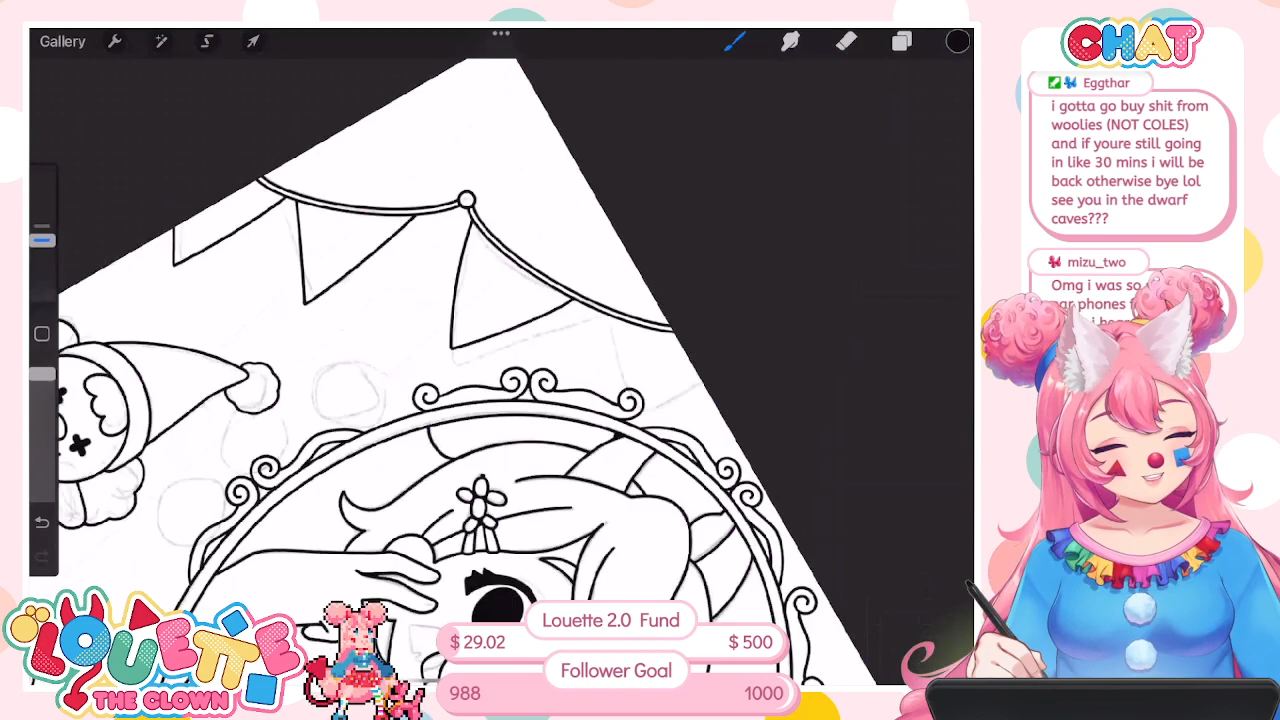 Gallery
CHAT
Eggthar
i gotta go buy shit from
woolies (NOT COLES)
and if youre still going
in like 30 mins i will be
back otherwise bye lol
see you in the dwarf
caves???
mizu_two
Omg i was so
phones
LOUETTE
THE CLOWN
Louette 2.0 Fund
$ 29.02
$ 500
Follower Goal
988
1000